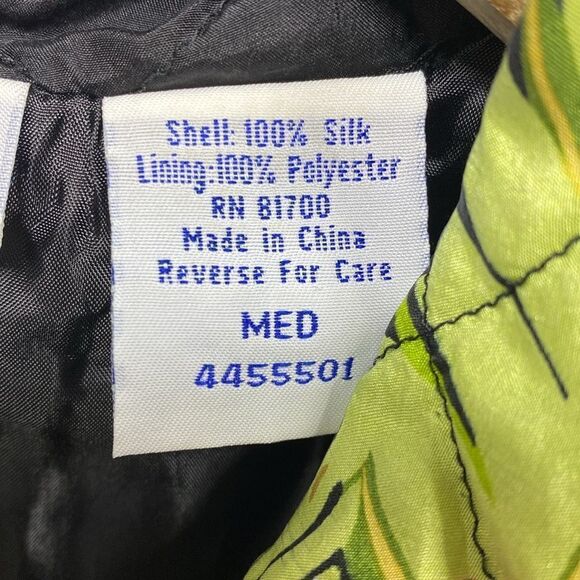 Shell: 100% Silk
Lining:100% Polyester
RN 81700
Made in China
Reverse For Care
MED
4455501